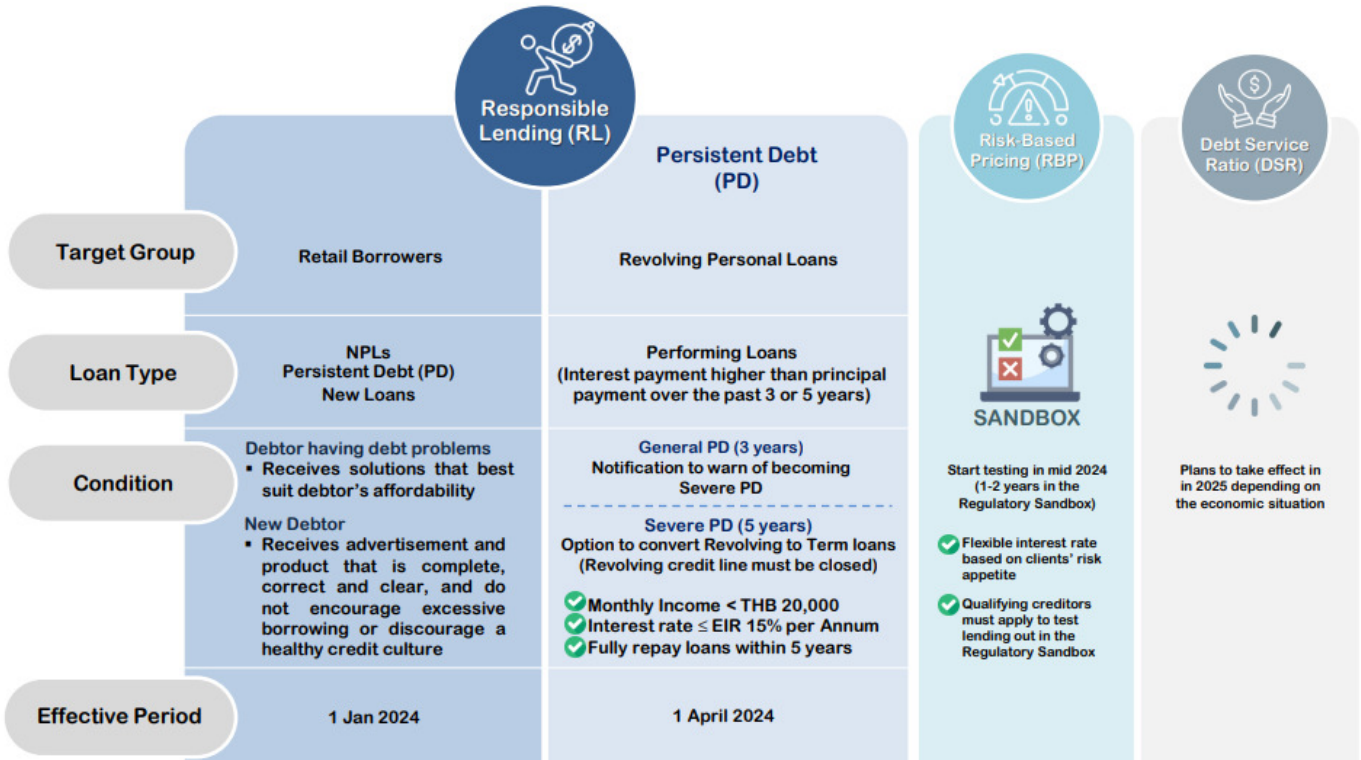 Responsible
Lending (RL)
Persistent Debt
(PD)
Risk-Based
Pricing (RBP)
Debt Service
Ratio (DSR)
Target Group
Retail Borrowers
Revolving Personal Loans
Loan Type
NPLs
Persistent Debt (PD)
New Loans
Performing Loans
(Interest payment higher than principal
payment over the past 3 or 5 years)
SANDBOX
Condition
Debtor having debt problems
▪ Receives solutions that best
suit debtor's affordability
New Debtor
▪ Receives advertisement and
product that is complete,
correct and clear, and do
not encourage excessive
borrowing or discourage a
healthy credit culture
General PD (3 years)
Notification to warn of becoming
Severe PD
Severe PD (5 years)
Option to convert Revolving to Term loans
(Revolving credit line must be closed)
Monthly Income < THB 20,000
Interest rate ≤ EIR 15% per Annum
Fully repay loans within 5 years
Start testing in mid 2024
(1-2 years in the
Regulatory Sandbox)
Flexible interest rate
based on clients' risk
appetite
Qualifying creditors
must apply to test
lending out in the
Regulatory Sandbox
Plans to take effect in
in 2025 depending on
the economic situation
Effective Period
1 Jan 2024
1 April 2024